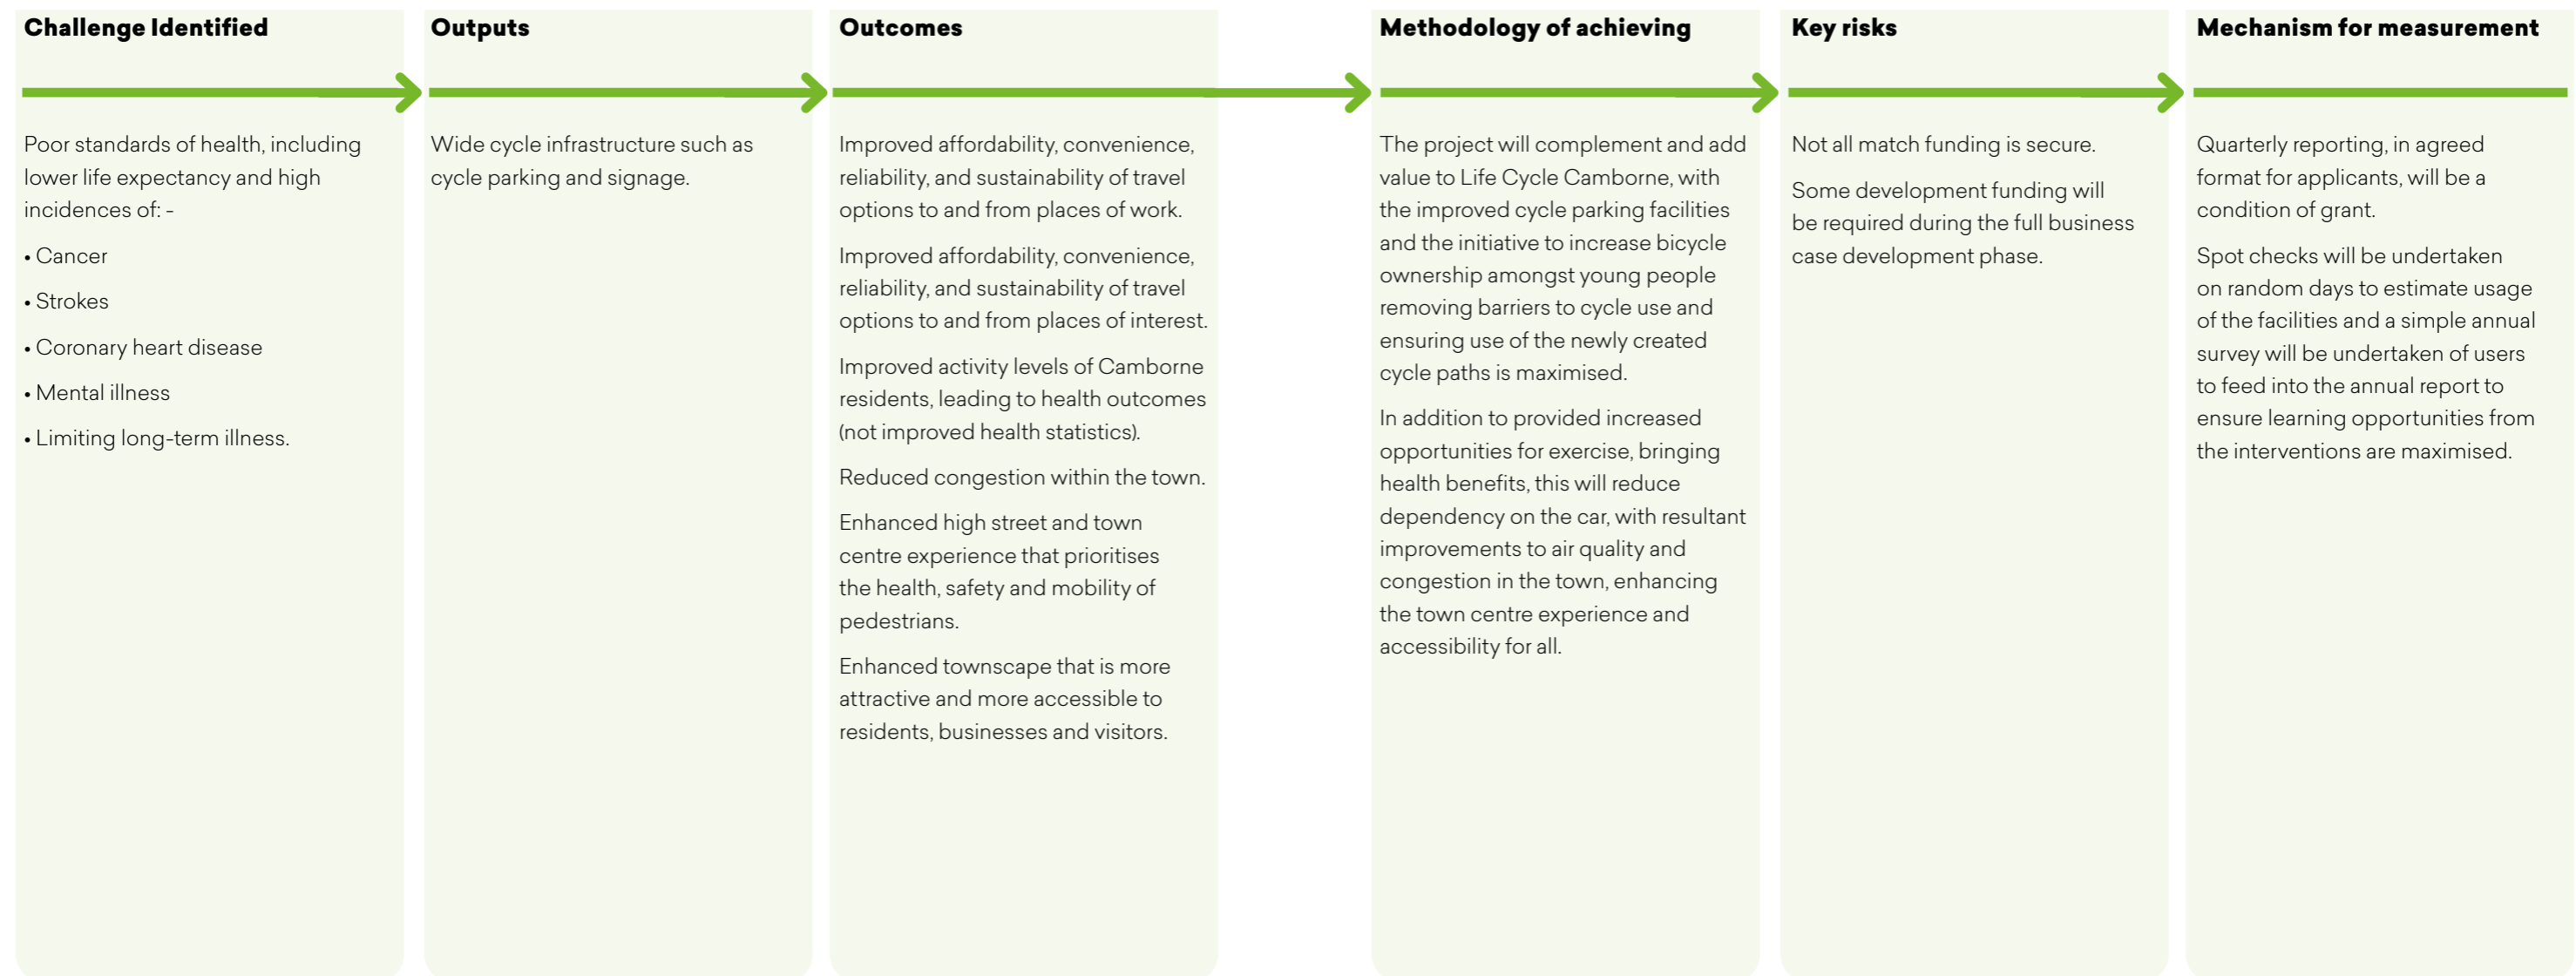 Challenge Identified
Poor standards of health, including
lower life expectancy and high
incidences of: -
• Cancer
• Strokes
• Coronary heart disease
• Mental illness
• Limiting long-term illness.
Outputs
Wide cycle infrastructure such as
cycle parking and signage.
Outcomes
Improved affordability, convenience,
reliability, and sustainability of travel
options to and from places of work.
Improved affordability, convenience,
reliability, and sustainability of travel
options to and from places of interest.
Improved activity levels of Camborne
residents, leading to health outcomes
(not improved health statistics).
Reduced congestion within the town.
Enhanced high street and town
centre experience that prioritises
the health, safety and mobility of
pedestrians.
Enhanced townscape that is more
attractive and more accessible to
residents, businesses and visitors.
Methodology of achieving
The project will complement and add
value to Life Cycle Camborne, with
the improved cycle parking facilities
and the initiative to increase bicycle
ownership amongst young people
removing barriers to cycle use and
ensuring use of the newly created
cycle paths is maximised.
In addition to provided increased
opportunities for exercise, bringing
health benefits, this will reduce
dependency on the car, with resultant
improvements to air quality and
congestion in the town, enhancing
the town centre experience and
accessibility for all.
Key risks
Not all match funding is secure.
Some development funding will
be required during the full business
case development phase.
Mechanism for measurement
Quarterly reporting, in agreed
format for applicants, will be a
condition of grant.
Spot checks will be undertaken
on random days to estimate usage
of the facilities and a simple annual
survey will be undertaken of users
to feed into the annual report to
ensure learning opportunities from
the interventions are maximised.